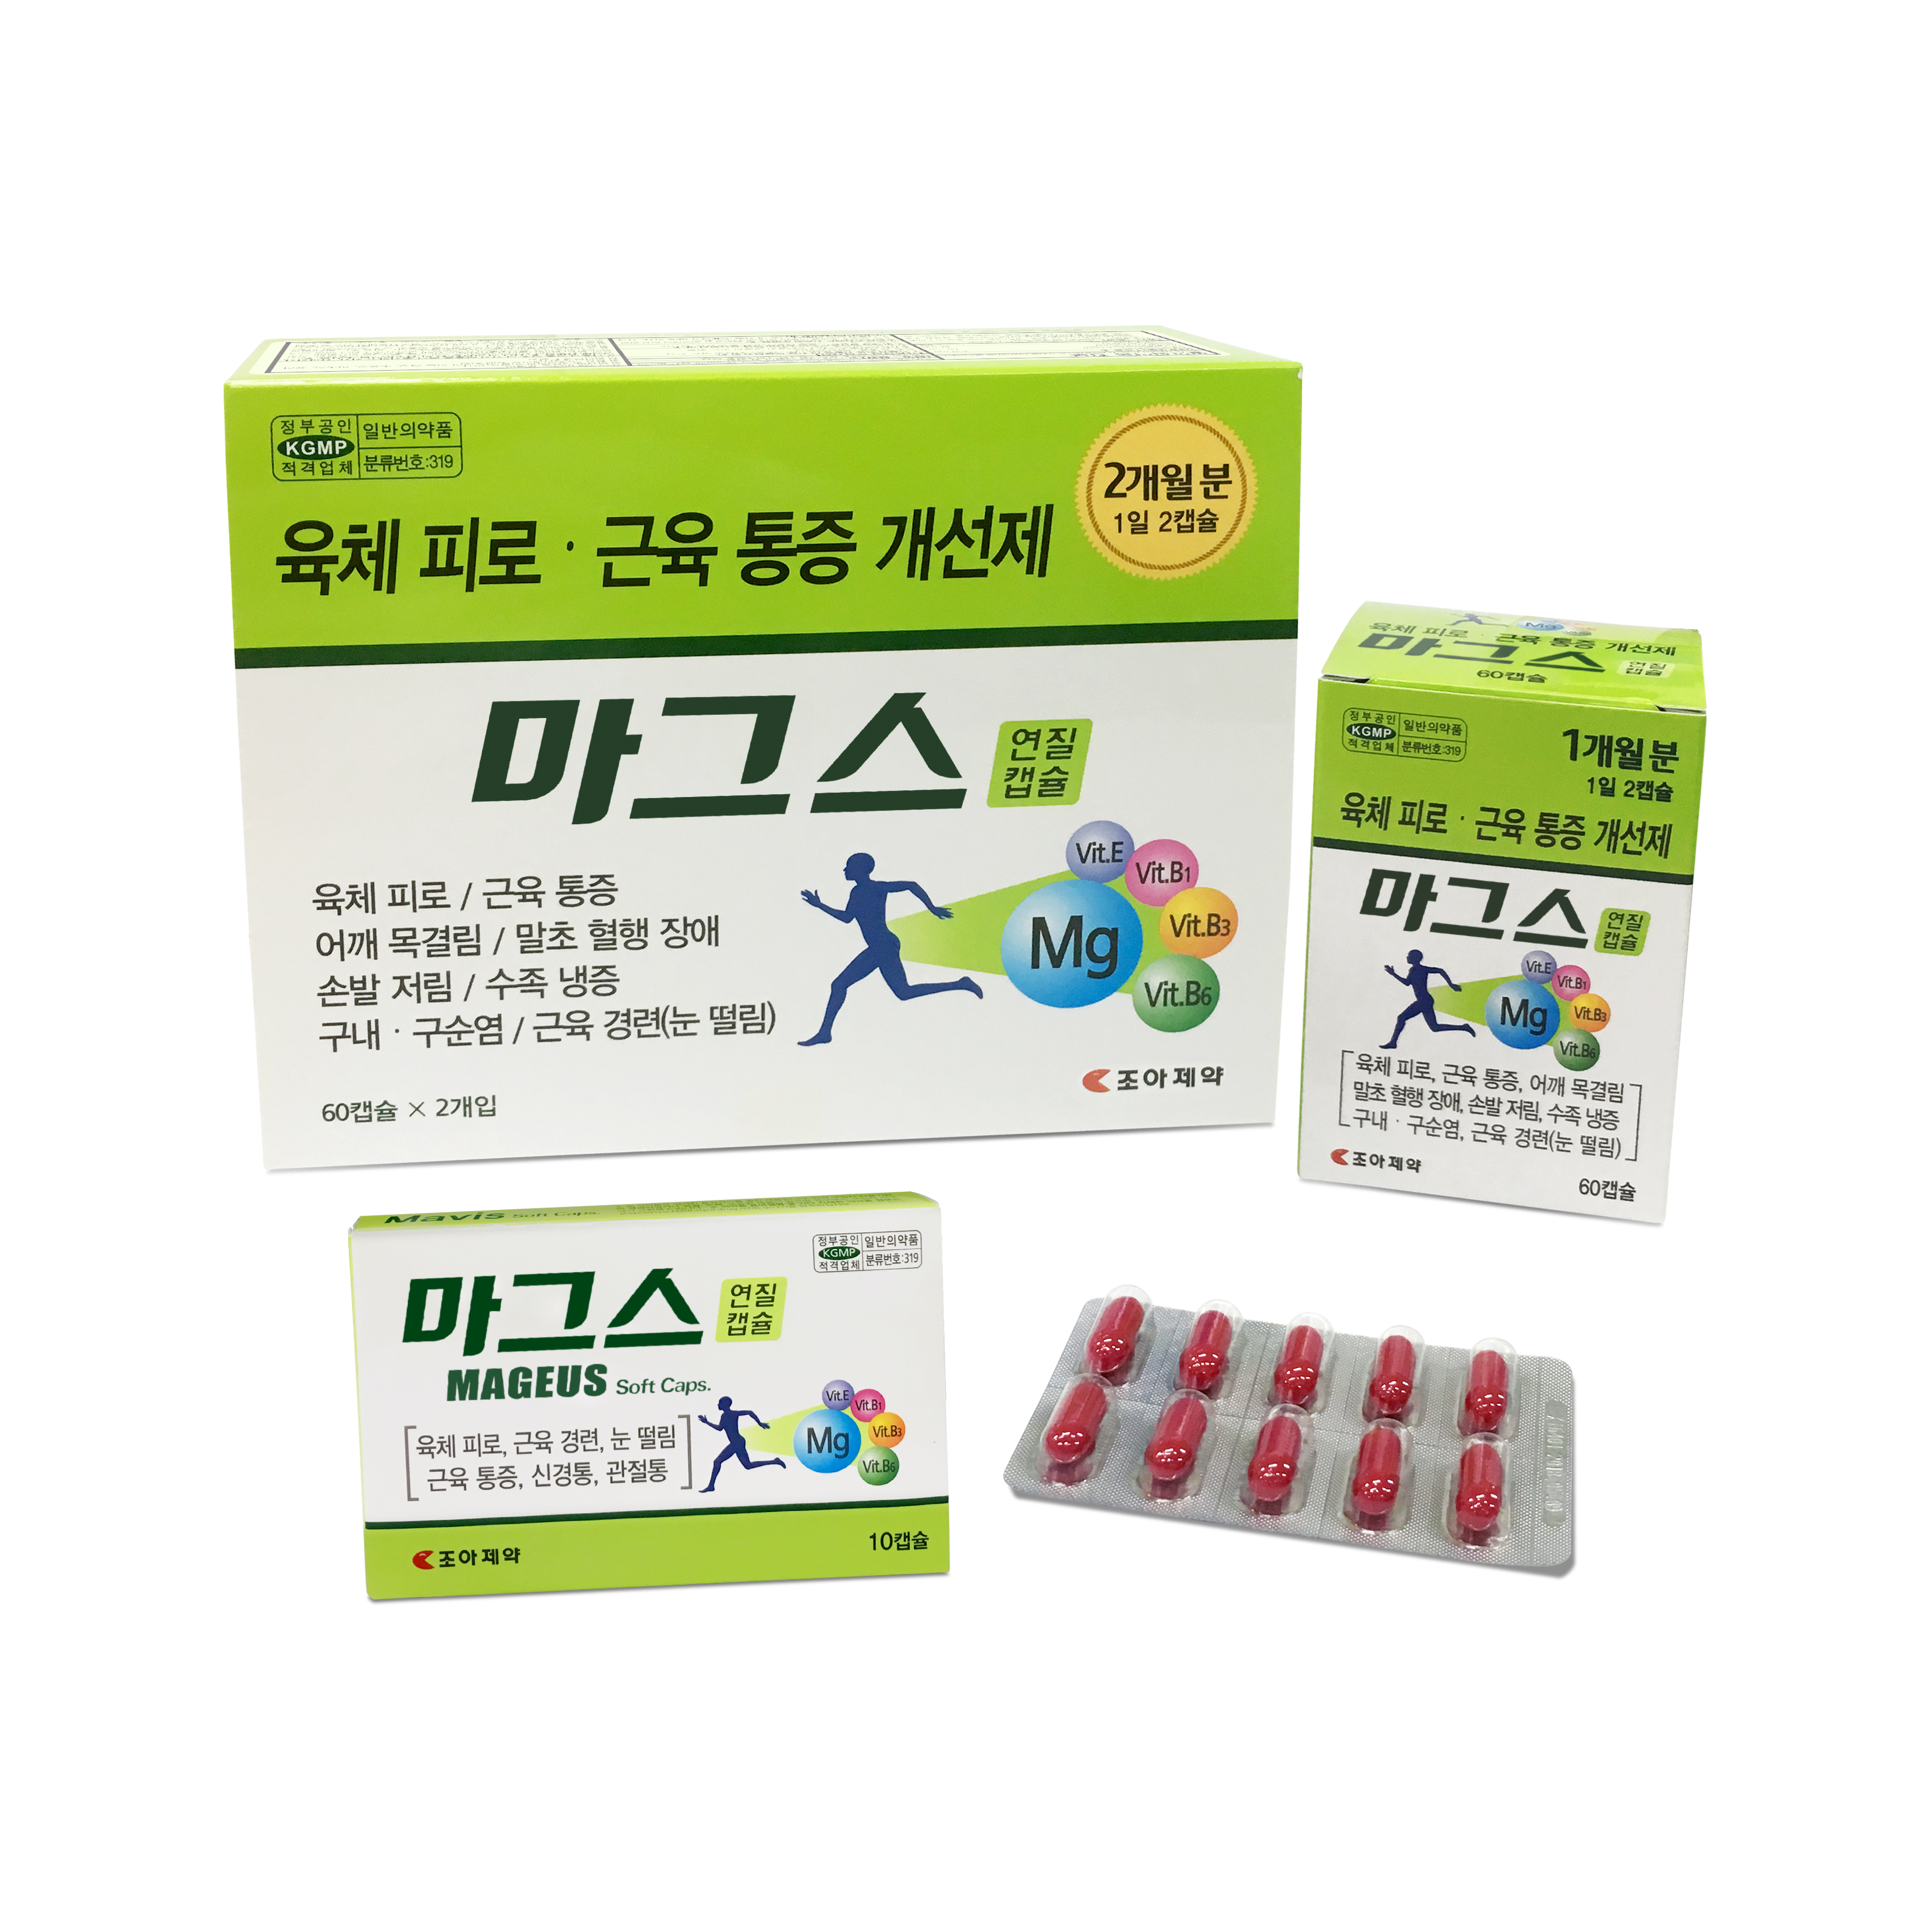 정부공인
KGMP
적격업체
일반의약품
분류번호:319
2개월분
1일 2캡슐
육체 피로 · 근육 통증 개선제
마그스
연질
캡슐
육체 피로 / 근육 통증
어깨 목결림 / 말초 혈행 장애
손발 저림 / 수족 냉증
구내 · 구순염 / 근육 경련(눈 떨림)
Vit.E
Vit.B1
Mg
Vit.B3
Vit.B6
60캡슐 × 2개입
조아제약
Mg
육체 피로 · 근육 통증 개선제
마그스
연질
캡슐
60캡슐
정부공인
KGMP
적격업체
일반의약품
분류번호:319
1개월분
1일 2캡슐
육체 피로 · 근육 통증 개선제
마그스
연질
캡슐
Vit.E
Vit.B1
Mg
Vit.B3
Vit.B6
육체 피로, 근육 통증, 어깨 목결림
말초 혈행 장애, 손발 저림, 수족 냉증
구내 · 구순염, 근육 경련(눈 떨림)
조아제약
60캡슐
Mavis Soft Caps.
정부공인
KGMP
적격업체
일반의약품
분류번호:319
마그스
연질
캡슐
MAGEUS Soft Caps.
육체 피로, 근육 경련, 눈 떨림
근육 통증, 신경통, 관절통
Vit.E
Vit.B1
Mg
Vit.B3
Vit.B6
조아제약
10캡슐